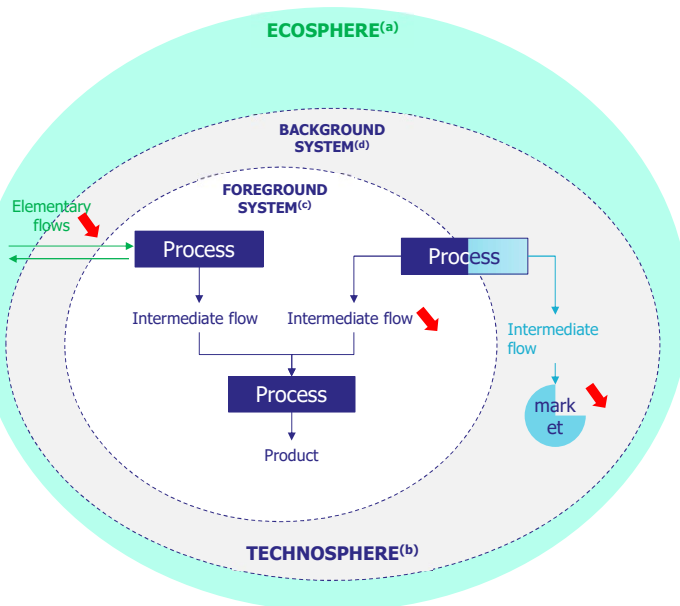 ECOSPHERE(a)
BACKGROUND
SYSTEM(d)
FOREGROUND
SYSTEM(c)
Elementary
flows
Process
Process
Intermediate flow
Intermediate flow
Intermediate
flow
Process
mark
et
Product
TECHNOSPHERE(b)